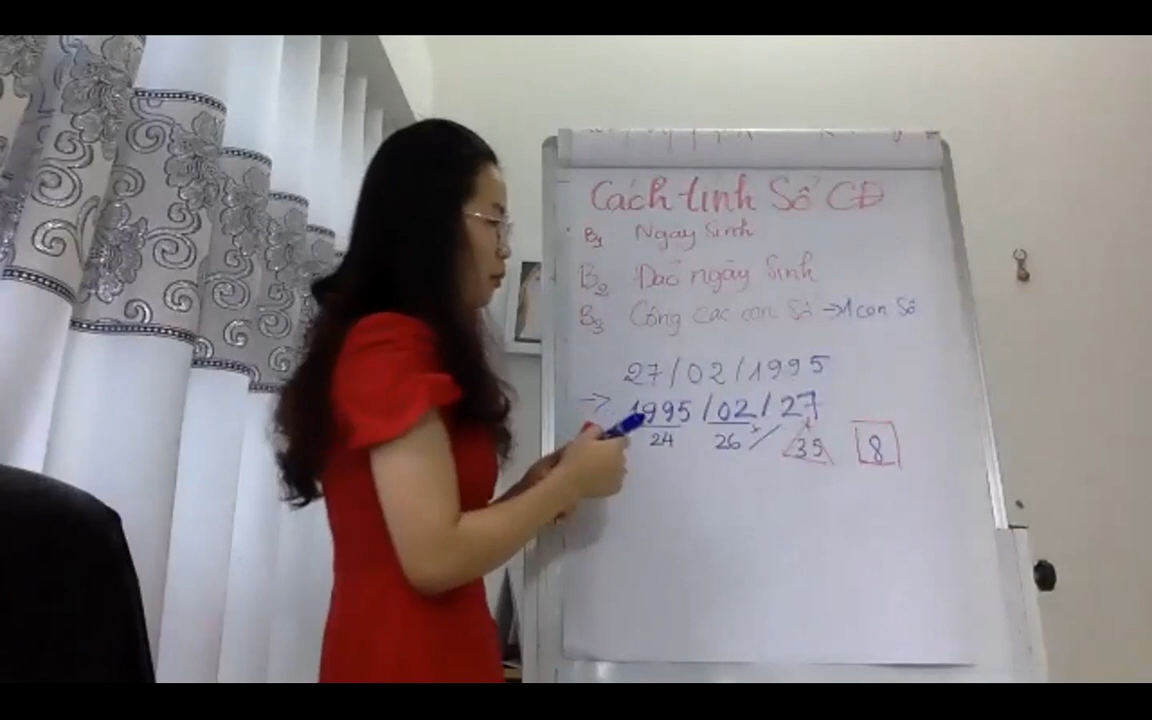 Cách tính Số CĐ
B1 Ngày Sinh
B2 Đảo ngày Sinh
B3 Cộng các con Số → 1 con Số
27/02/1995
→ 1995/02/27
24 26 35 8